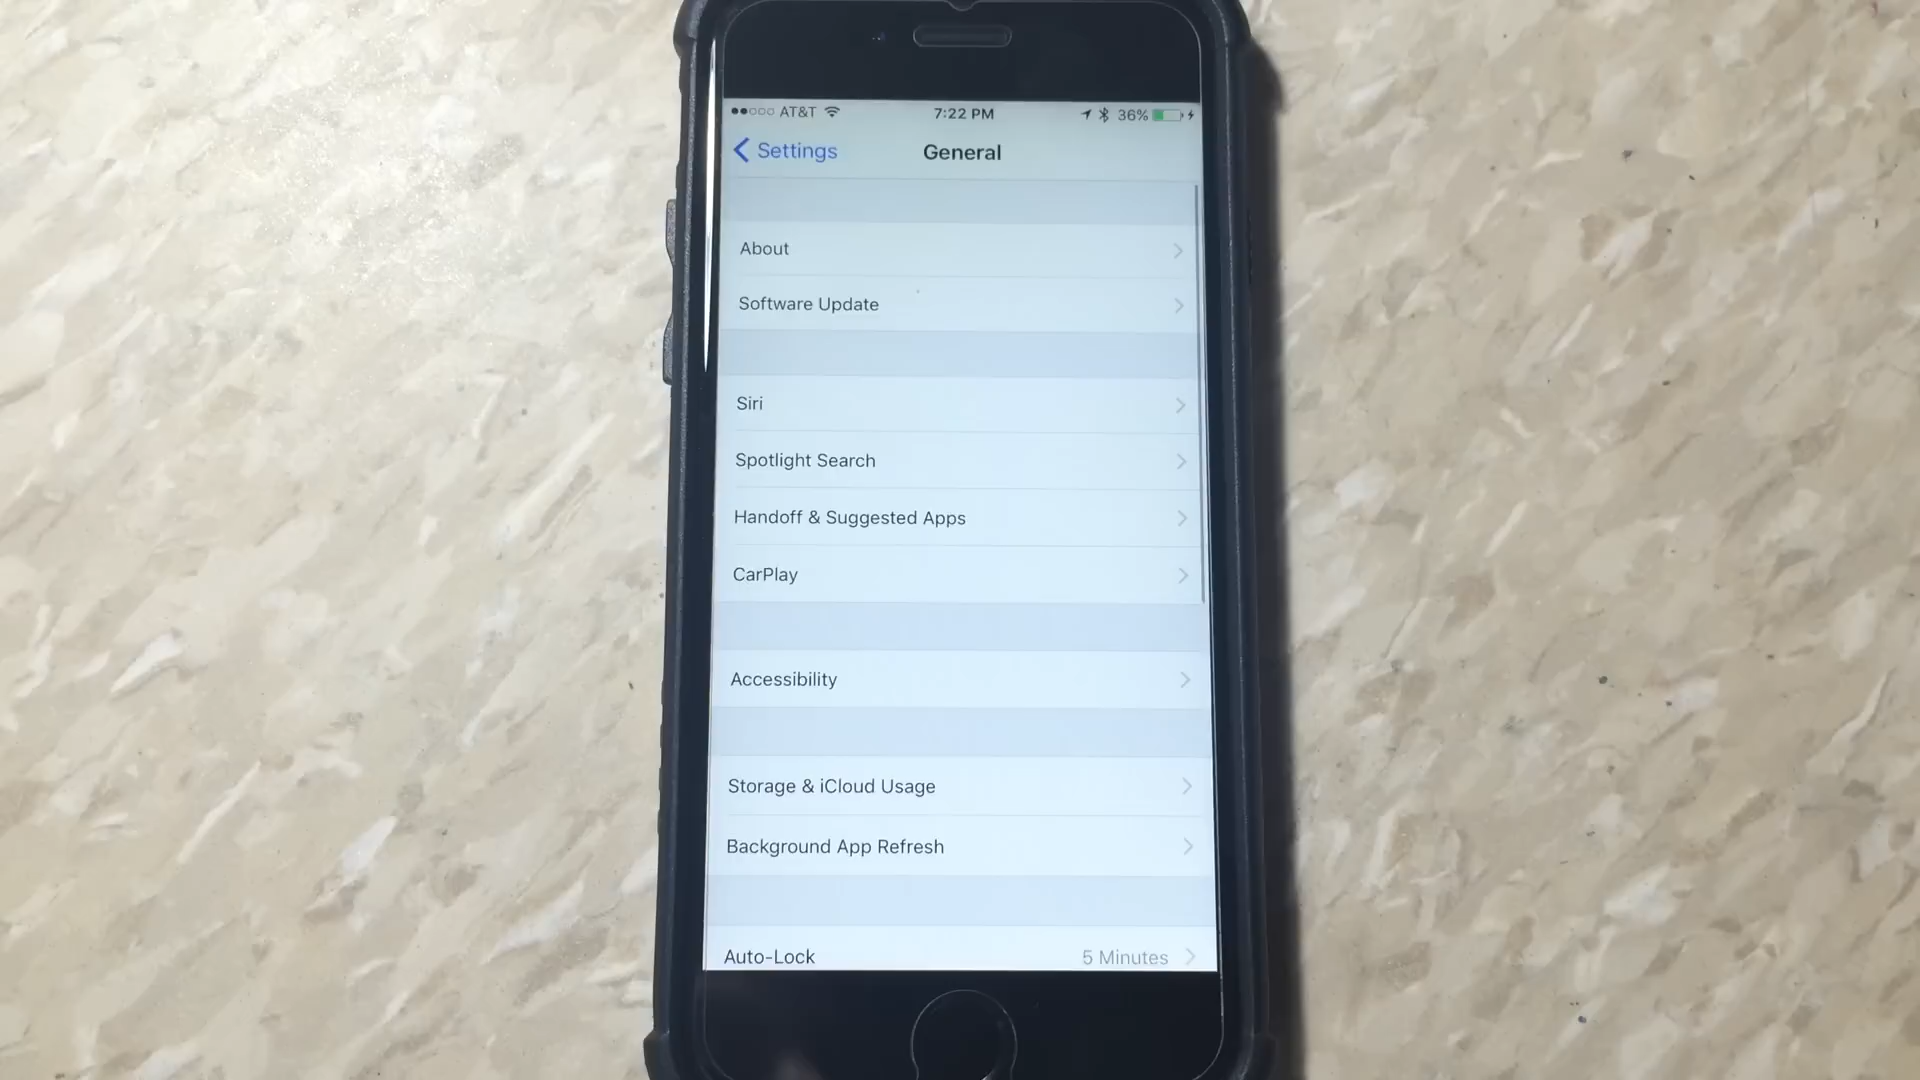 AT&T 7:22 PM 36%
Settings General
About
Software Update
Siri
Spotlight Search
Handoff & Suggested Apps
CarPlay
Accessibility
Storage & iCloud Usage
Background App Refresh
Auto-Lock 5 Minutes